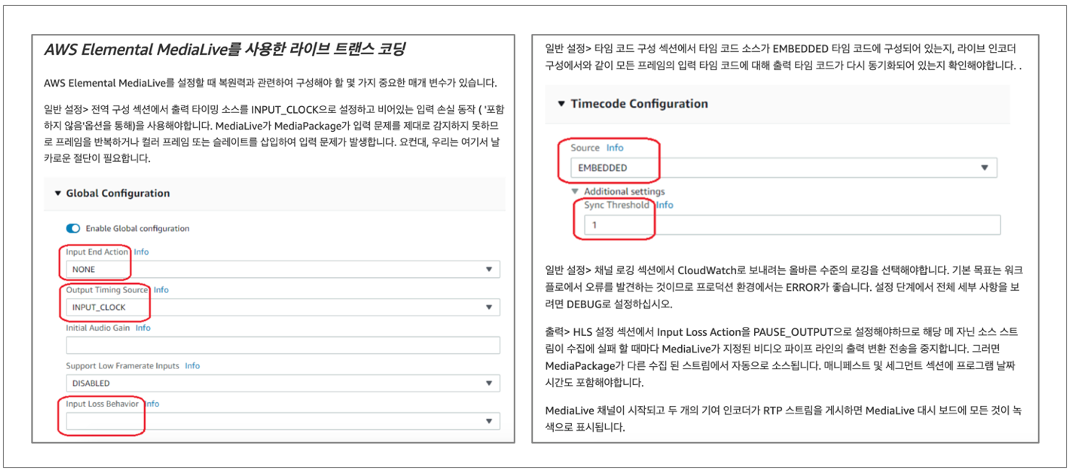 AWS Elemental MediaLive를 사용한 라이브 트랜스 코딩
AWS Elemental MediaLive를 설정할 때 복원력과 관련하여 구성해야 할 몇 가지 중요한 매개 변수가 있습니다.
일반 설정> 전역 구성 섹션에서 출력 타이밍 소스를 INPUT_CLOCK으로 설정하고 비어있는 입력 손실 동작 ( '포함
하지 않음'옵션을 통해)을 사용해야합니다. MediaLive가 MediaPackage가 입력 문제를 제대로 감지하지 못하므
로 프레임을 반복하거나 컬러 프레임 또는 슬레이트를 삽입하여 입력 문제가 발생합니다. 요컨대, 우리는 여기서 날
카로운 절단이 필요합니다.
Global Configuration
Enable Global configuration
Input End Action Info
NONE
Output Timing Source Info
INPUT_CLOCK
Initial Audio Gain Info
Support Low Framerate Inputs Info
DISABLED
Input Loss Behavior Info
일반 설정> 타임 코드 구성 섹션에서 타임 코드 소스가 EMBEDDED 타임 코드에 구성되어 있는지, 라이브 인코더
구성에서와 같이 모든 프레임의 입력 타임 코드에 대해 출력 타임 코드가 다시 동기화되어 있는지 확인해야합니다. .
Timecode Configuration
Source Info
EMBEDDED
Additional settings
Sync Threshold Info
1
일반 설정> 채널 로깅 섹션에서 CloudWatch로 보내려는 올바른 수준의 로깅을 선택해야합니다. 기본 목표는 워크
플로에서 오류를 발견하는 것이므로 프로덕션 환경에서는 ERROR가 좋습니다. 설정 단계에서 전체 세부 사항을 보
려면 DEBUG로 설정하십시오.
출력> HLS 설정 섹션에서 Input Loss Action을 PAUSE_OUTPUT으로 설정해야하므로 해당 메 자닌 소스 스트
림이 수집에 실패 할 때마다 MediaLive가 지정된 비디오 파이프 라인의 출력 변환 전송을 중지합니다. 그러면
MediaPackage가 다른 수집 된 스트림에서 자동으로 소스됩니다. 매니페스트 및 세그먼트 섹션에 프로그램 날짜
시간도 포함해야합니다.
MediaLive 채널이 시작되고 두 개의 기여 인코더가 RTP 스트림을 게시하면 MediaLive 대시 보드에 모든 것이 녹
색으로 표시됩니다.